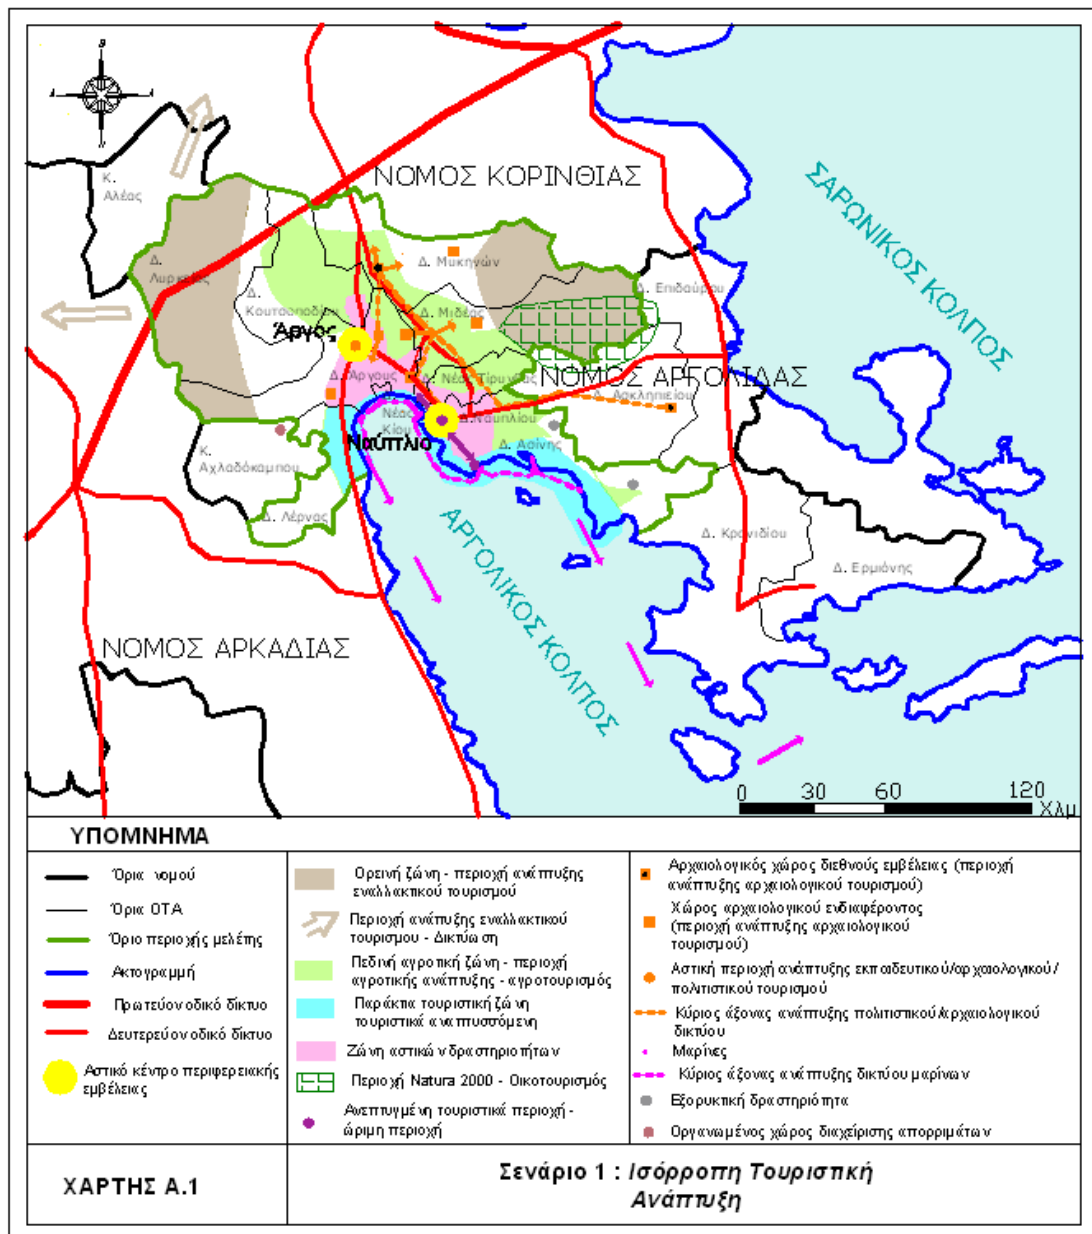 ΝΟΜΟΣ ΚΟΡΙΝΘΙΑΣ
ΣΑΡΩΝΙΚΟΣ ΚΟΛΠΟΣ
Κ.
Αλέας
Δ.
Λυρκείας
Δ.
Κουτσοποδίου
Δ. Μυκηνών
Δ. Επιδαύρου
Δ. Μιδέας
Άργος
Δ. Άργους
Δ. Νέας Τίρυνθας
ΝΟΜΟΣ ΑΡΓΟΛΙΔΑΣ
Δ. Ασκληπιείου
Νέας
Κίου
Δ.Ναυπλίου
Ναύπλιο
Δ. Ασίνης
Κ.
Αχλαδόκαμπου
Δ. Λέρνας
Δ. Κρανιδίου
Δ. Ερμιόνης
ΑΡΓΟΛΙΚΟΣ ΚΟΛΠΟΣ
ΝΟΜΟΣ ΑΡΚΑΔΙΑΣ
0 30 60 120
Χλμ
ΥΠΟΜΝΗΜΑ
Όρια νομού
Όρια ΟΤΑ
Όριο περιοχής μελέτης
Ακτογραμμή
Πρωτεύον οδικό δίκτυο
Δευτερεύον οδικό δίκτυο
Αστικό κέντρο περιφερειακής
εμβέλειας
Ορεινή ζώνη - περιοχή ανάπτυξης
εναλλακτικού τουρισμού
Περιοχή ανάπυξης εναλλακτικού
τουρισμού - Δικτύωση
Πεδινή αγροτική ζώνη - περιοχή
αγροτικής ανάπτυξης - αγροτουρισμός
Παράκτια τουριστική ζώνη
τουριστικά αναπτυσσόμενη
Ζώνη αστικών δραστηριοτήτων
Περιοχή Natura 2000 - Οικοτουρισμός
Ανεπτυγμένη τουριστικά περιοχή -
ώριμη περιοχή
Αρχαιολογικός χώρος διεθνούς εμβέλειας (περιοχή
ανάπτυξης αρχαιολογικού τουρισμού)
Χώρος αρχαιολογικού ενδιαφέροντος
(περιοχή ανάπτυξης αρχαιολογικού
τουρισμού)
Αστική περιοχή ανάπτυξης εκπαιδευτικού/αρχαιολογικού/
πολιτιστικού τουρισμού
Κύριος άξονας ανάπτυξης πολιτιστικού/αρχαιολογικού
δικτύου
Μαρίνες
Κύριος άξονας ανάπτυξης δικτύου μαρίνων
Εξορυκτική δραστηριότητα
Οργανωμένος χώρος διαχείρισης απορριμάτων
ΧΑΡΤΗΣ Α.1
Σενάριο 1 : Ισόρροπη Τουριστική
Ανάπτυξη